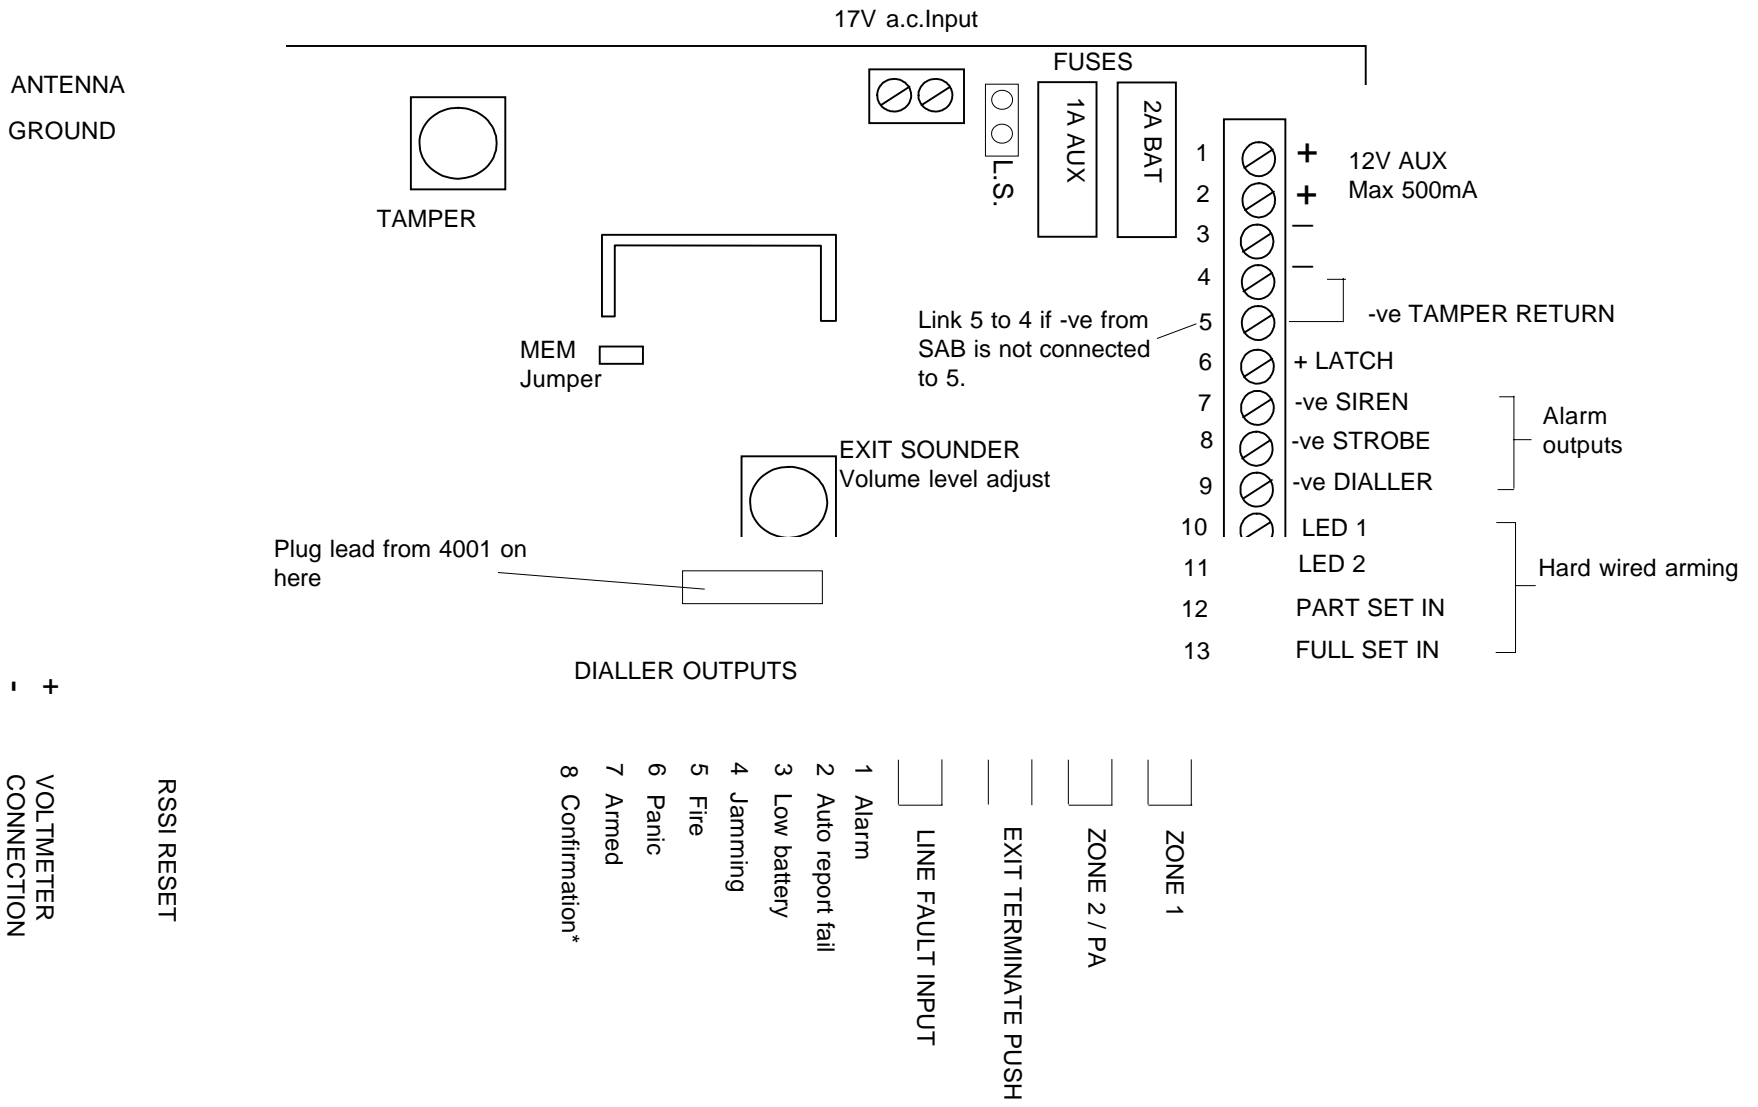 17V a.c.Input
FUSES
ANTENNA
GROUND
TAMPER
L.S.
1A AUX
2A BAT
1
2
3
4
5
6
7
8
9
10
11
12
13
+
+
—
—
12V AUX
Max 500mA
-ve TAMPER RETURN
+ LATCH
-ve SIREN
-ve STROBE
-ve DIALLER
Alarm
outputs
LED 1
LED 2
PART SET IN
FULL SET IN
Hard wired arming
Link 5 to 4 if -ve from
SAB is not connected
to 5.
MEM
Jumper
EXIT SOUNDER
Volume level adjust
Plug lead from 4001 on
here
DIALLER OUTPUTS
- +
VOLTMETER
CONNECTION
RSSI RESET
8 Confirmation*
7 Armed
6 Panic
5 Fire
4 Jamming
3 Low battery
2 Auto report fail
1 Alarm
LINE FAULT INPUT
EXIT TERMINATE PUSH
ZONE 2 / PA
ZONE 1